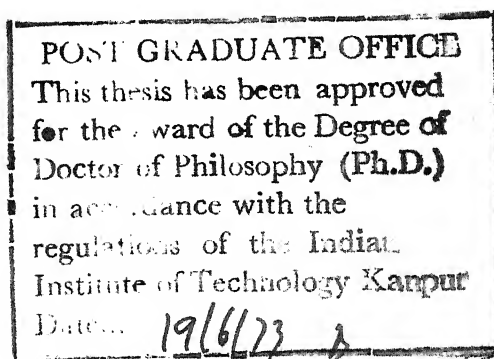 POST GRADUATE OFFICE
This thesis has been approved
for the Award of the Degree of
Doctor of Philosophy (Ph.D.)
in accordance with the
regulations of the Indian
Institute of Technology Kanpur
Date... 19/6/73